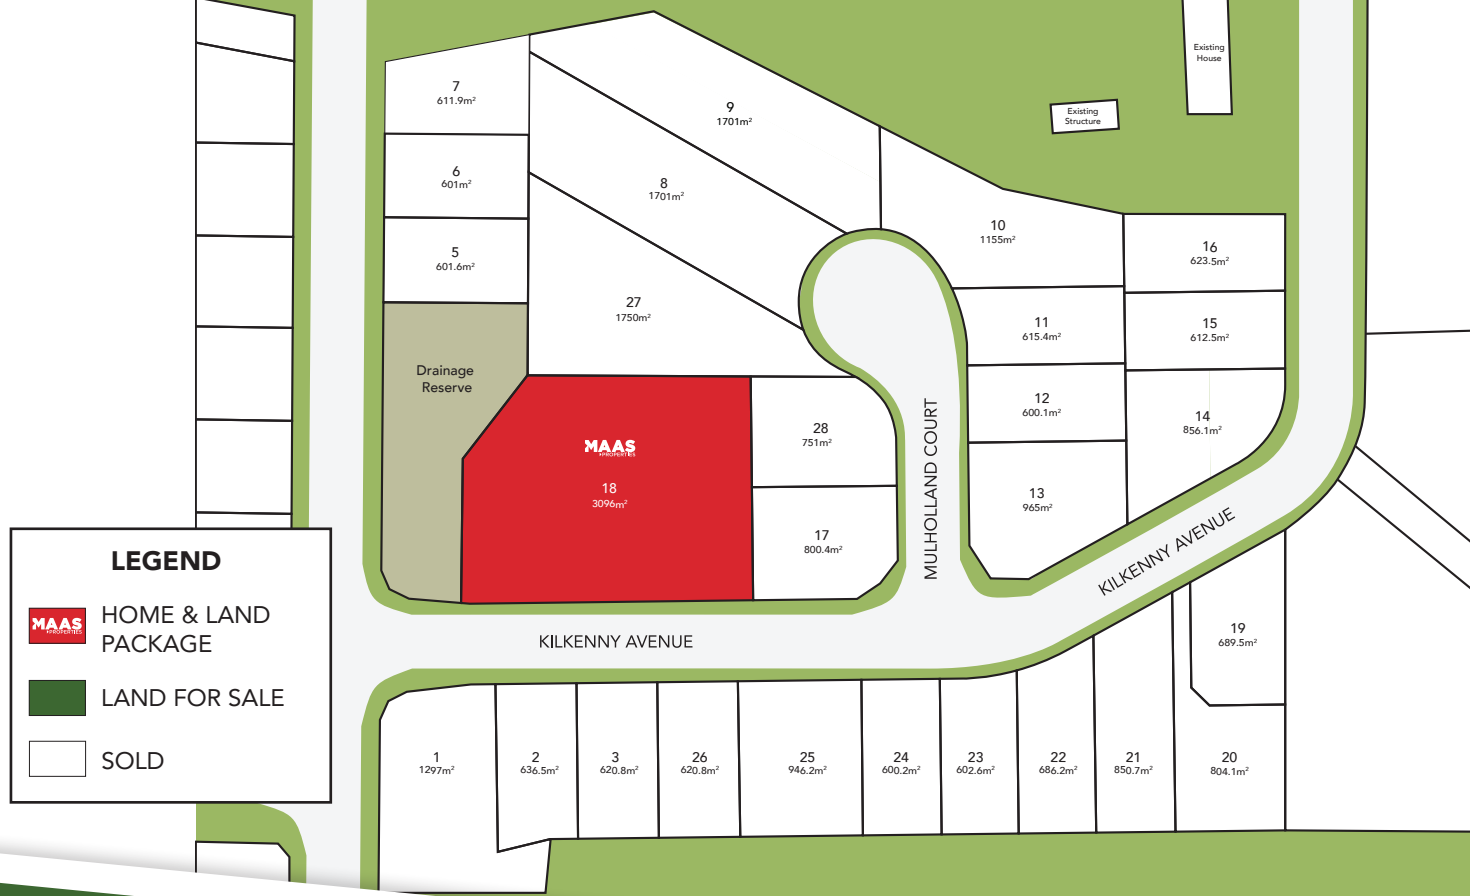 Existing
House
Existing
Structure
7
611.9m²
9
1701m²
6
601m²
8
1701m²
5
601.6m²
10
1155m²
16
623.5m²
27
1750m²
11
615.4m²
15
612.5m²
Drainage
Reserve
12
600.1m²
14
856.1m²
28
751m²
MAAS
+PROPERTIES
18
3096m²
13
965m²
17
800.4m²
MULHOLLAND COURT
KILKENNY AVENUE
KILKENNY AVENUE
19
689.5m²
LEGEND
MAAS
+PROPERTIES
HOME & LAND
PACKAGE
LAND FOR SALE
SOLD
1
1297m²
2
636.5m²
3
620.8m²
26
620.8m²
25
946.2m²
24
600.2m²
23
602.6m²
22
686.2m²
21
850.7m²
20
804.1m²